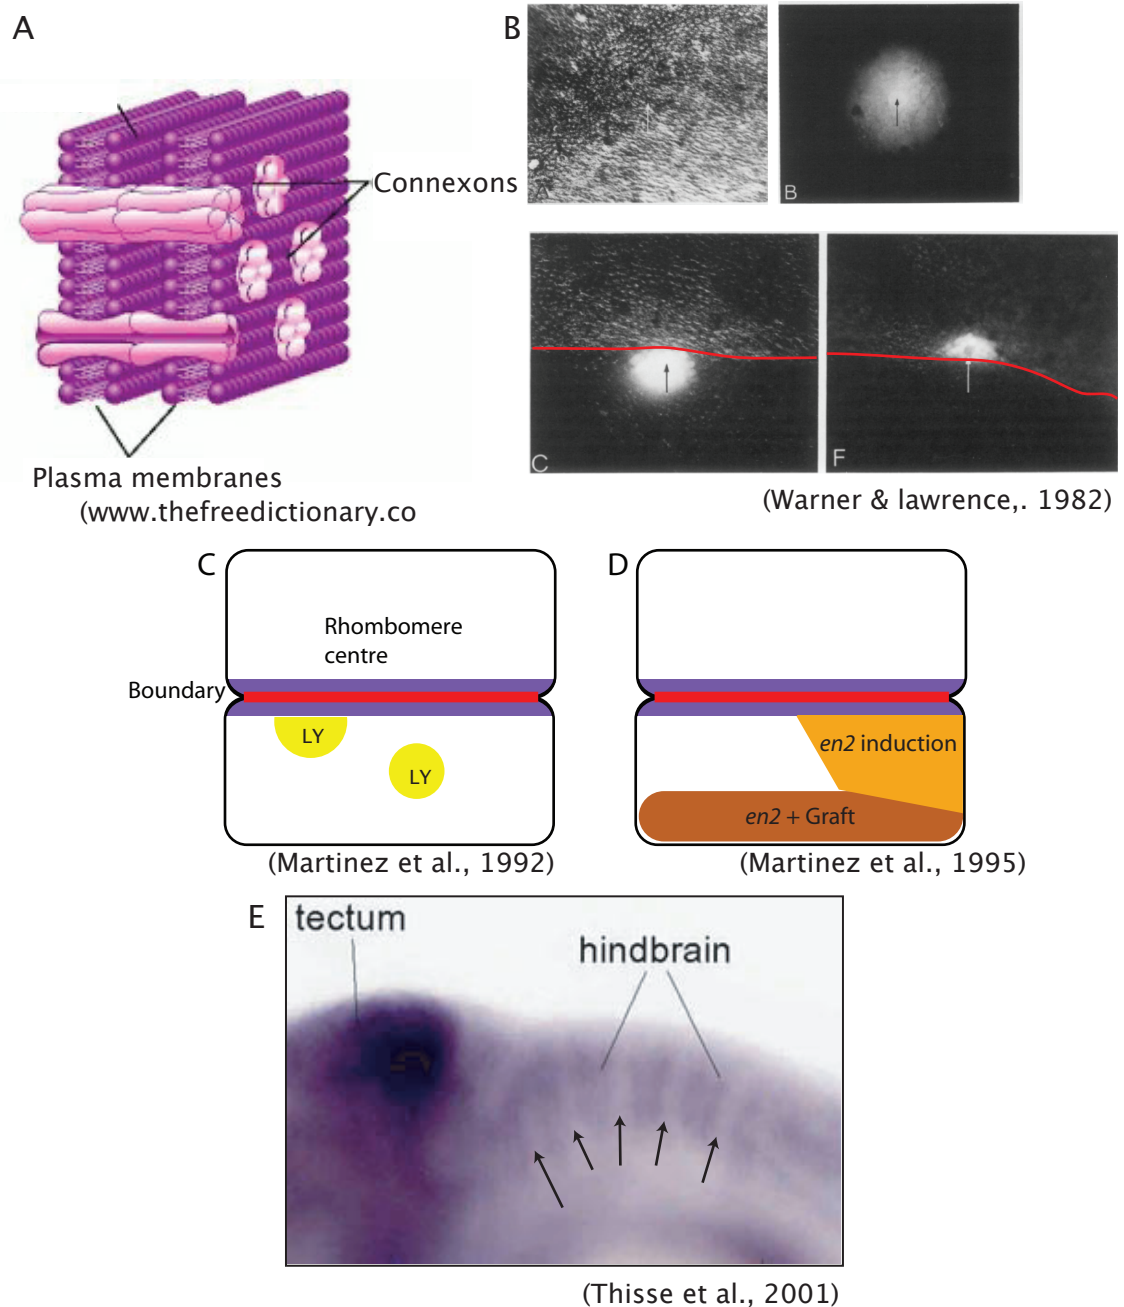 A
Connexons
Plasma membranes
(www.thefreedictionary.co
B
B
C
F
(Warner & lawrence,. 1982)
C
Rhombomere
centre
Boundary
LY
LY
(Martinez et al., 1992)
D
en2 induction
en2 + Graft
(Martinez et al., 1995)
E
tectum
hindbrain
(Thisse et al., 2001)